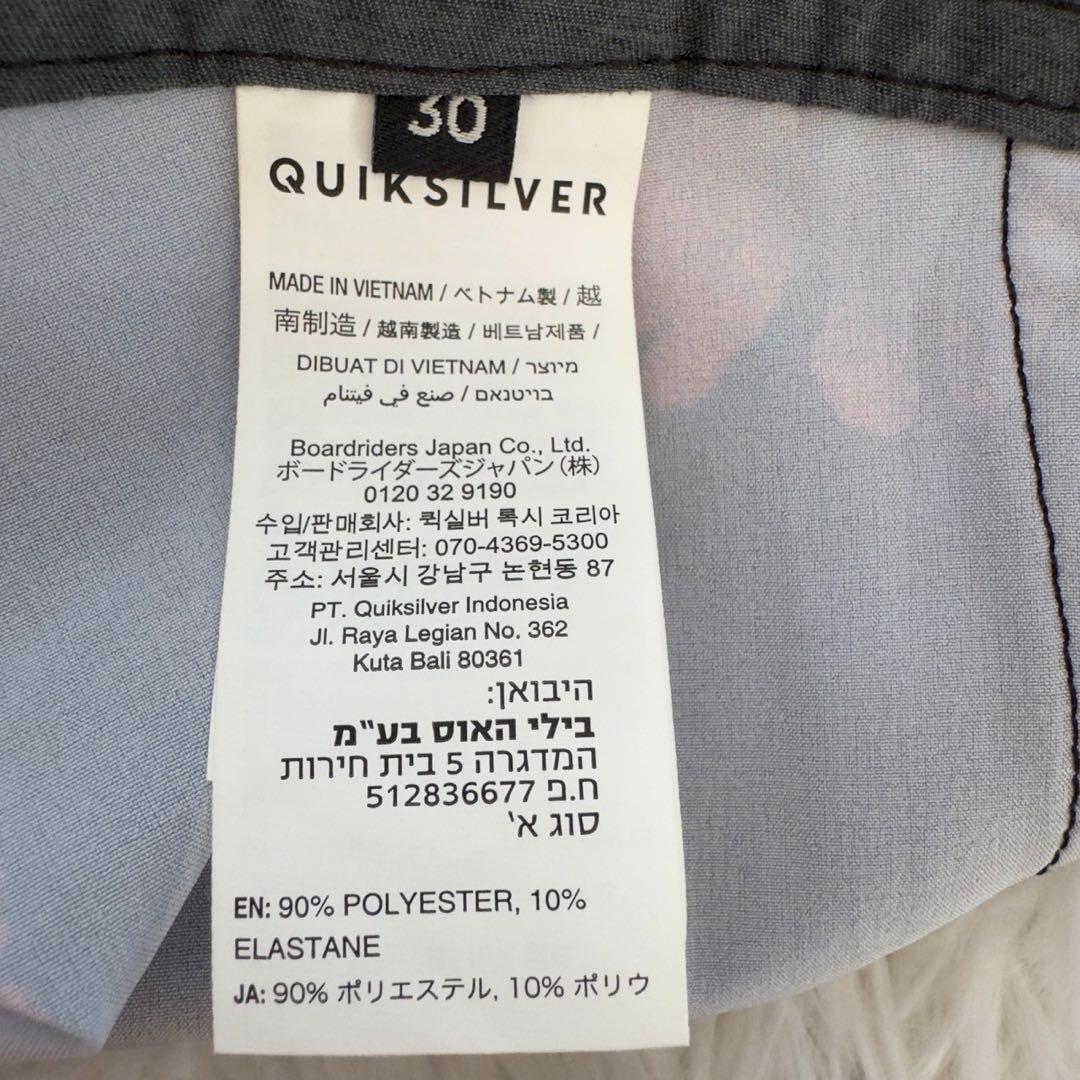 30
QUIKSILVER
MADE IN VIETNAM / ベトナム製 / 越
南制造 / 越南製造 / 베트남제품 /
DIBUAT DI VIETNAM / מיוצר
בויטנאם / صنع في فيتنام
Boardriders Japan Co., Ltd.
ボードライダーズジャパン（株）
0120 32 9190
수입/판매회사: 퀵실버 록시 코리아
고객관리센터: 070-4369-5300
주소: 서울시 강남구 논현동 87
PT. Quiksilver Indonesia
Jl. Raya Legian No. 362
Kuta Bali 80361
היבואן:
בילי האוס בע"מ
המדגרה 5 בית חירות
ח.פ 512836677
סוג א'
EN: 90% POLYESTER, 10%
ELASTANE
JA: 90% ポリエステル, 10% ポリウ